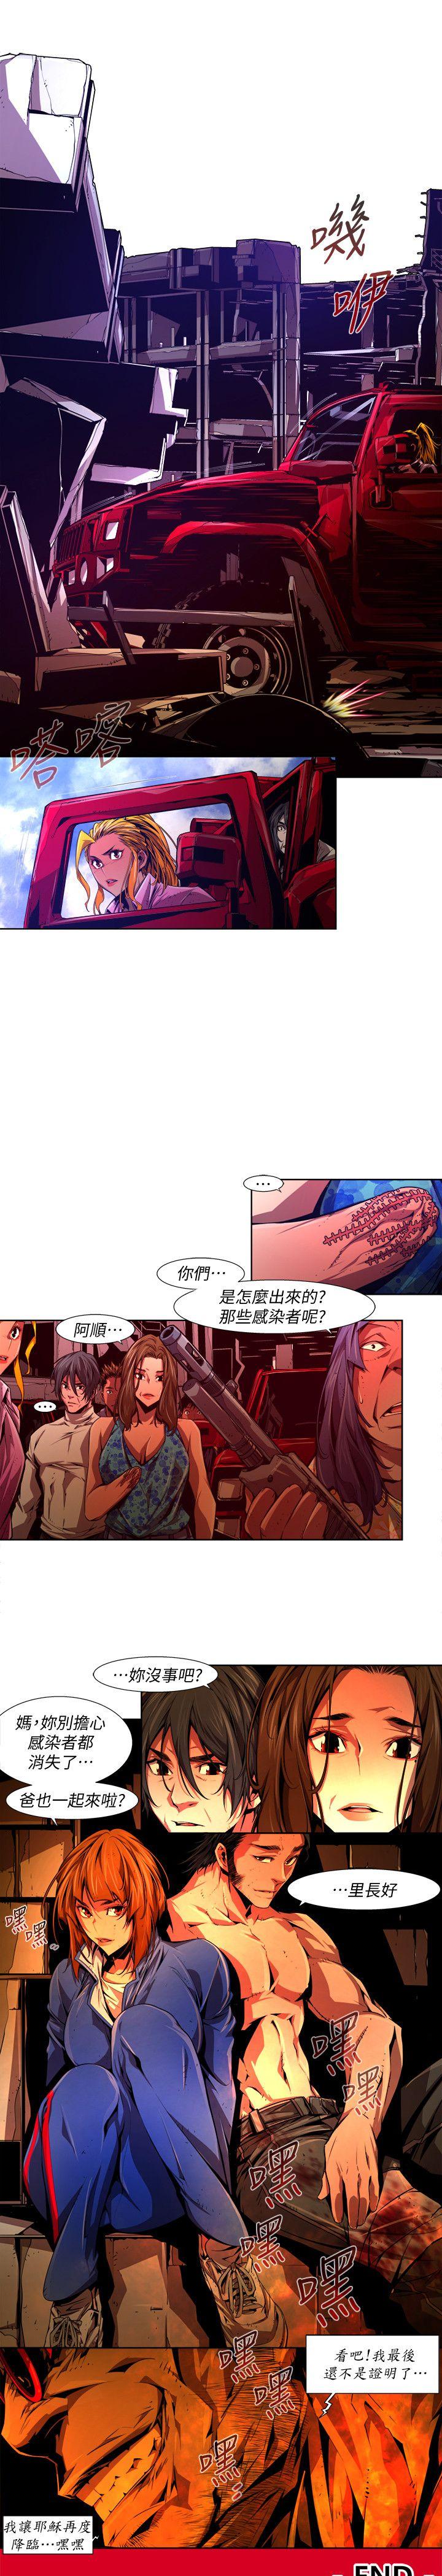 嘰
咿
喀
嗒
…
你們…
是怎麼出來的?
那些感染者呢?
阿順…
…
…妳沒事吧?
媽,妳別擔心
感染者都
消失了…
爸也一起來啦?
…里長好
嘿
嘿
嘿
嘿
嘿
嘿
嘿
看吧!我最後
還不是證明了…
嘿
嘿
嘿
我讓耶穌再度
降臨…嘿嘿
- END -